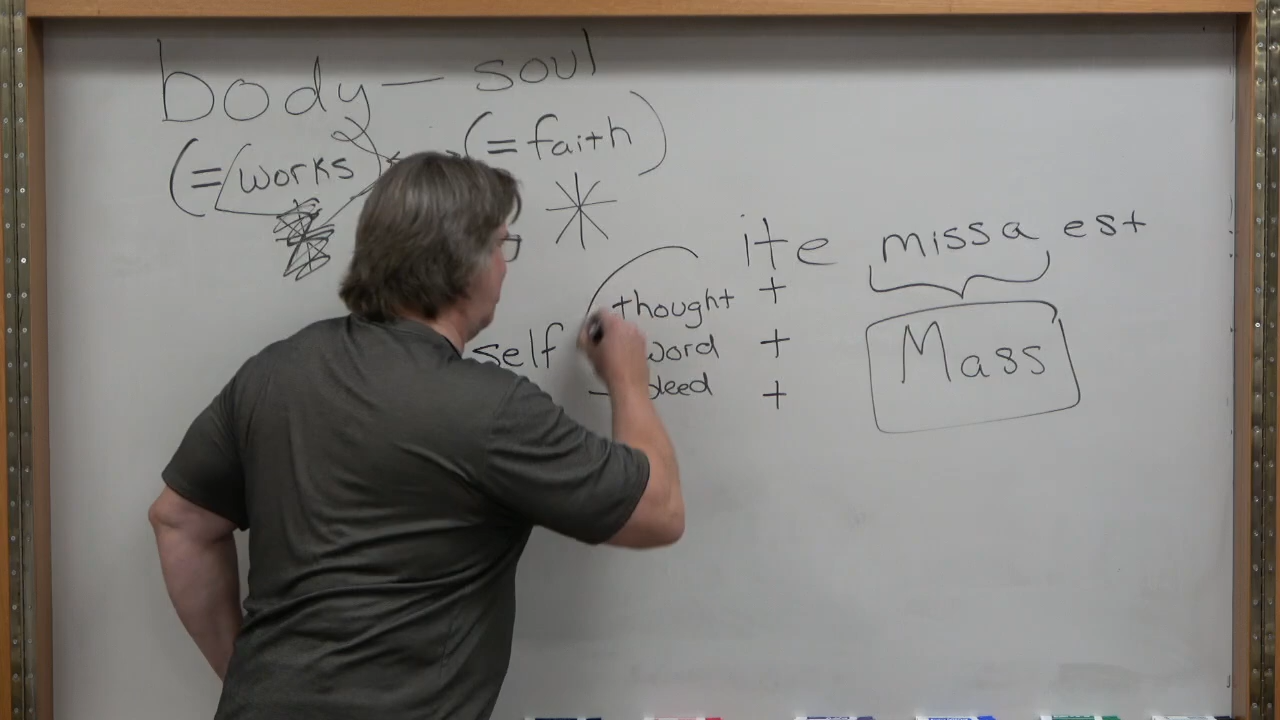 body — soul
(= works) (= faith)
*
ite missa est
self
thought +
word +
deed +
Mass